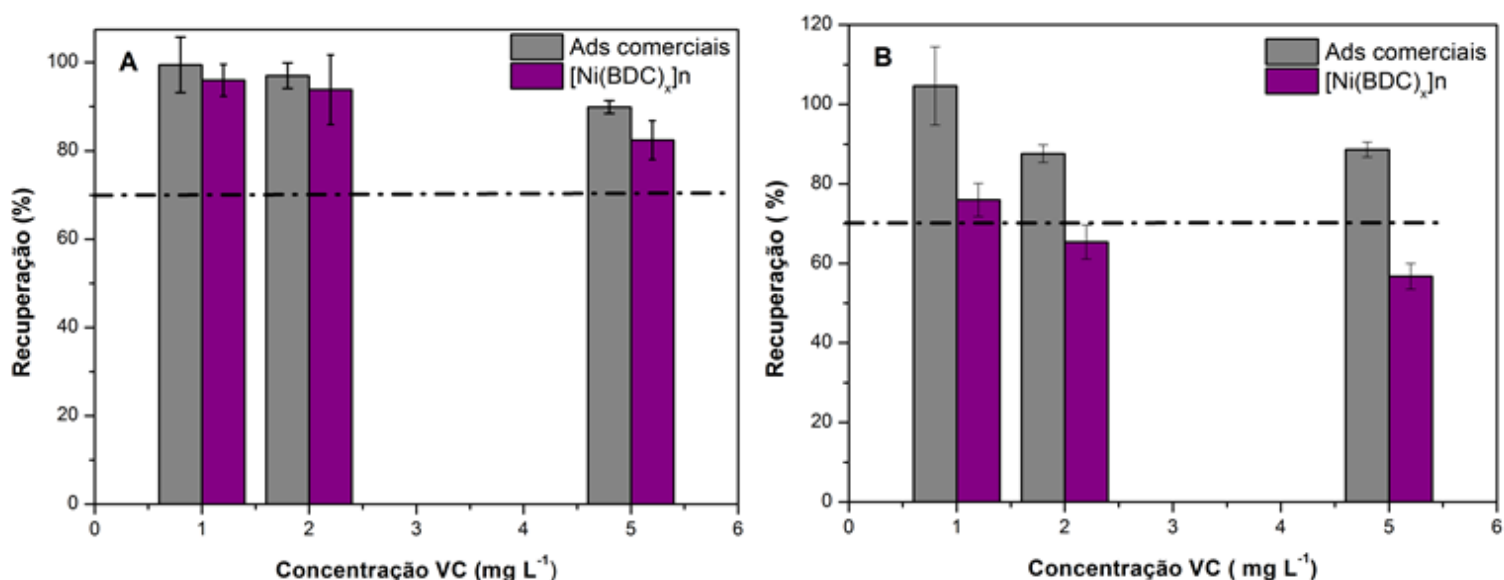 A
Ads comerciais
[Ni(BDC)ₓ]n
Recuperação (%)
100
80
60
40
20
0
0 1 2 3 4 5 6
Concentração VC (mg L⁻¹)
B
Ads comerciais
[Ni(BDC)ₓ]n
Recuperação ( %)
120
100
80
60
40
20
0
0 1 2 3 4 5 6
Concentração VC ( mg L⁻¹)